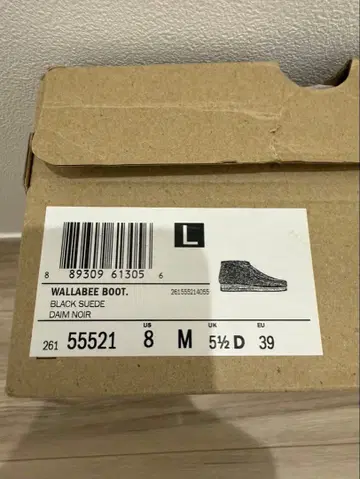 L
8 89309 61305 6
WALLABEE BOOT. 261555214055
BLACK SUEDE
DAIM NOIR
US UK EU
261 55521 8 M 5½ D 39